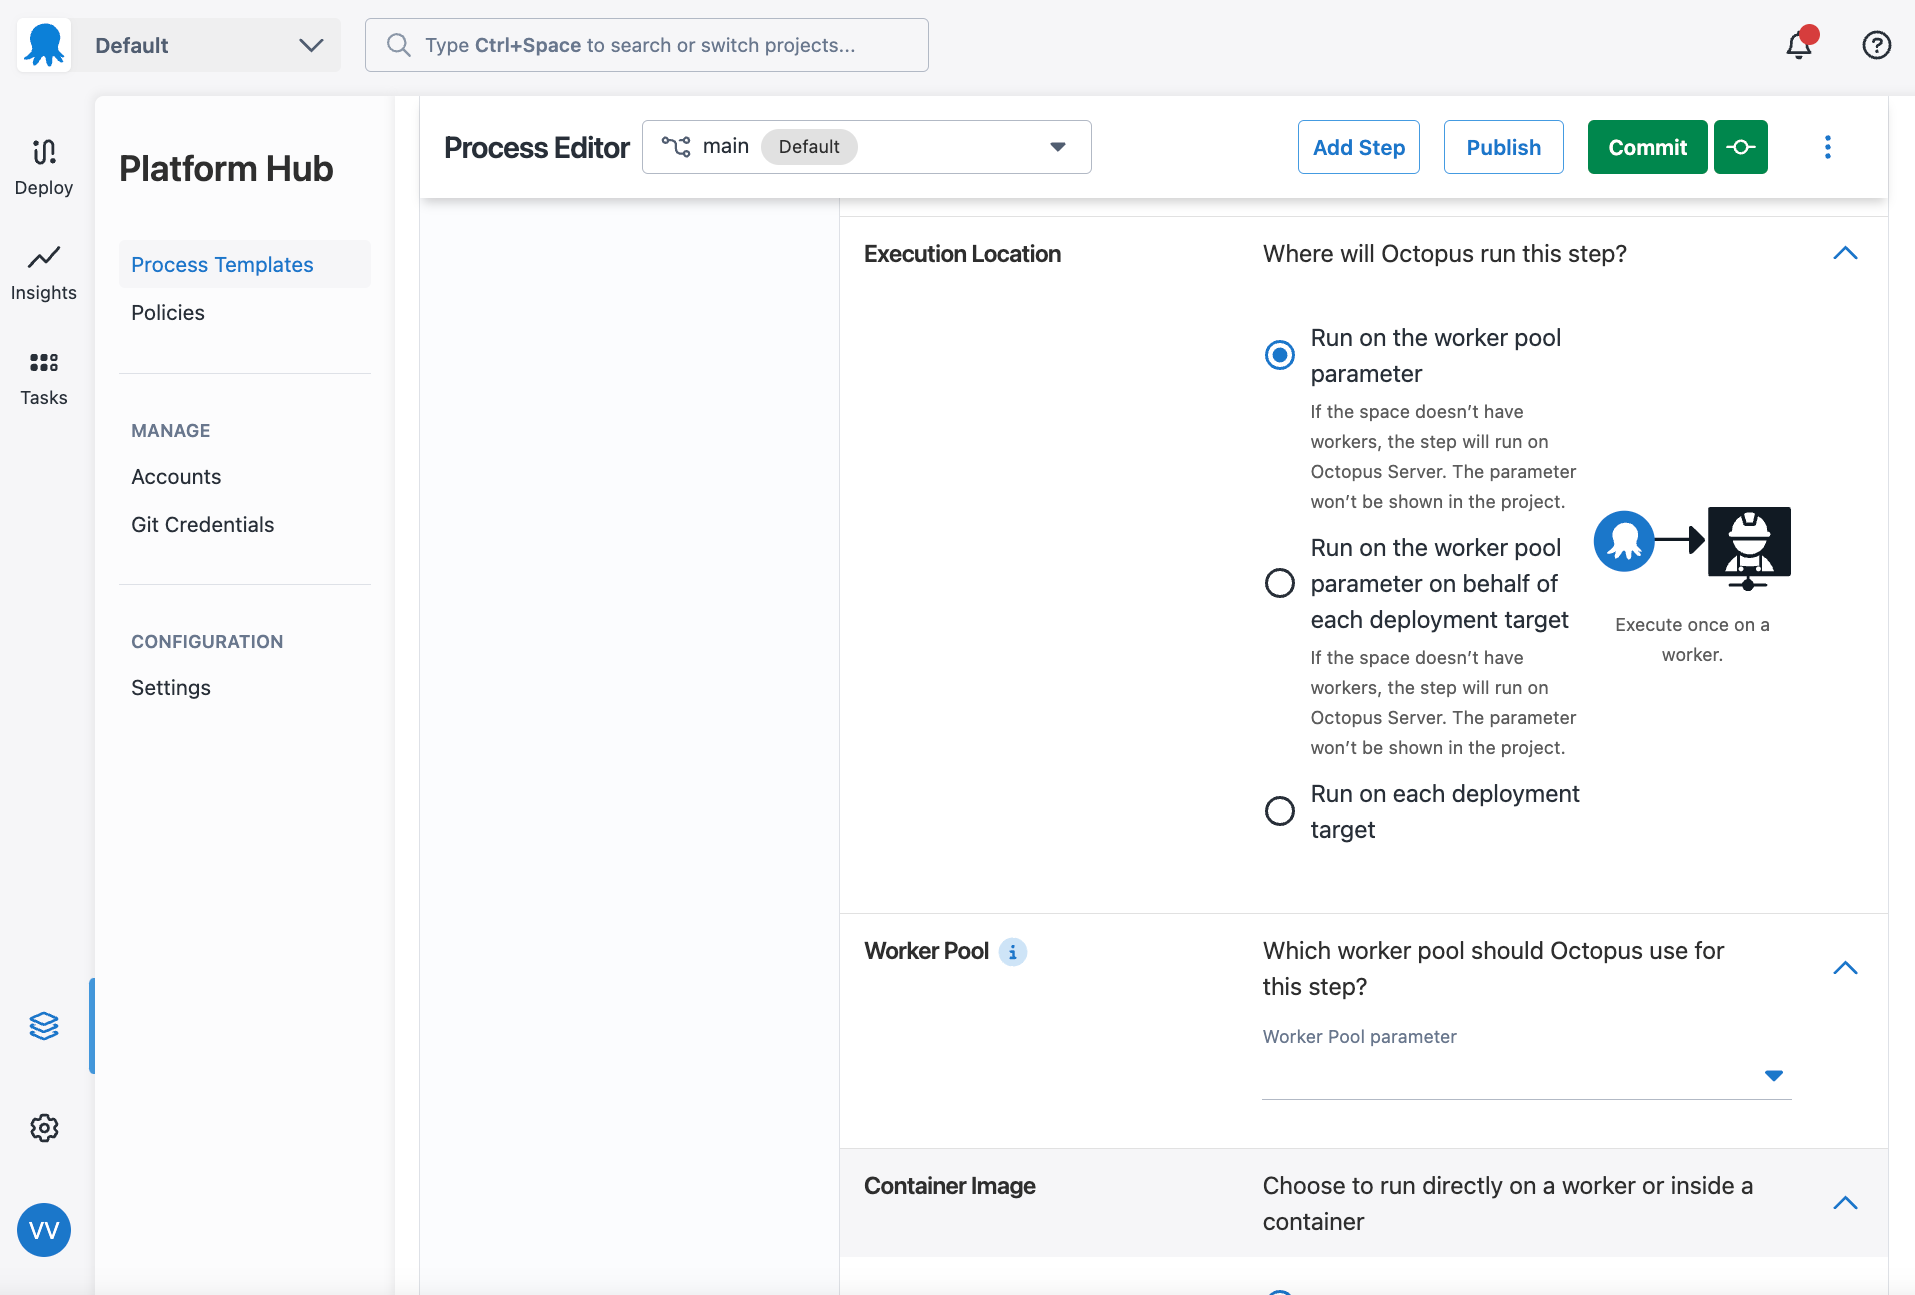 Default
Type Ctrl+Space to search or switch projects...
Deploy
Insights
Tasks
VV
Platform Hub
Process Templates
Policies
MANAGE
Accounts
Git Credentials
CONFIGURATION
Settings
Process Editor
main
Default
Add Step
Publish
Commit
Execution Location
Where will Octopus run this step?
Run on the worker pool
parameter
If the space doesn't have
workers, the step will run on
Octopus Server. The parameter
won't be shown in the project.
Run on the worker pool
parameter on behalf of
each deployment target
If the space doesn't have
workers, the step will run on
Octopus Server. The parameter
won't be shown in the project.
Run on each deployment
target
Execute once on a
worker.
Worker Pool
Which worker pool should Octopus use for
this step?
Worker Pool parameter
Container Image
Choose to run directly on a worker or inside a
container